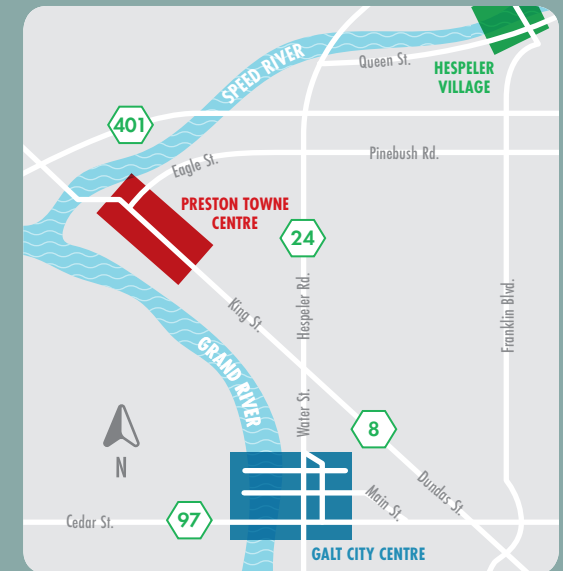 SPEED RIVER
Queen St.
HESPELER
VILLAGE
401
Eagle St.
Pinebush Rd.
PRESTON TOWNE
CENTRE
24
Hespeler Rd.
Franklin Blvd.
King St.
GRAND RIVER
Water St.
8
N
Dundas St.
Main St.
97
Cedar St.
GALT CITY CENTRE